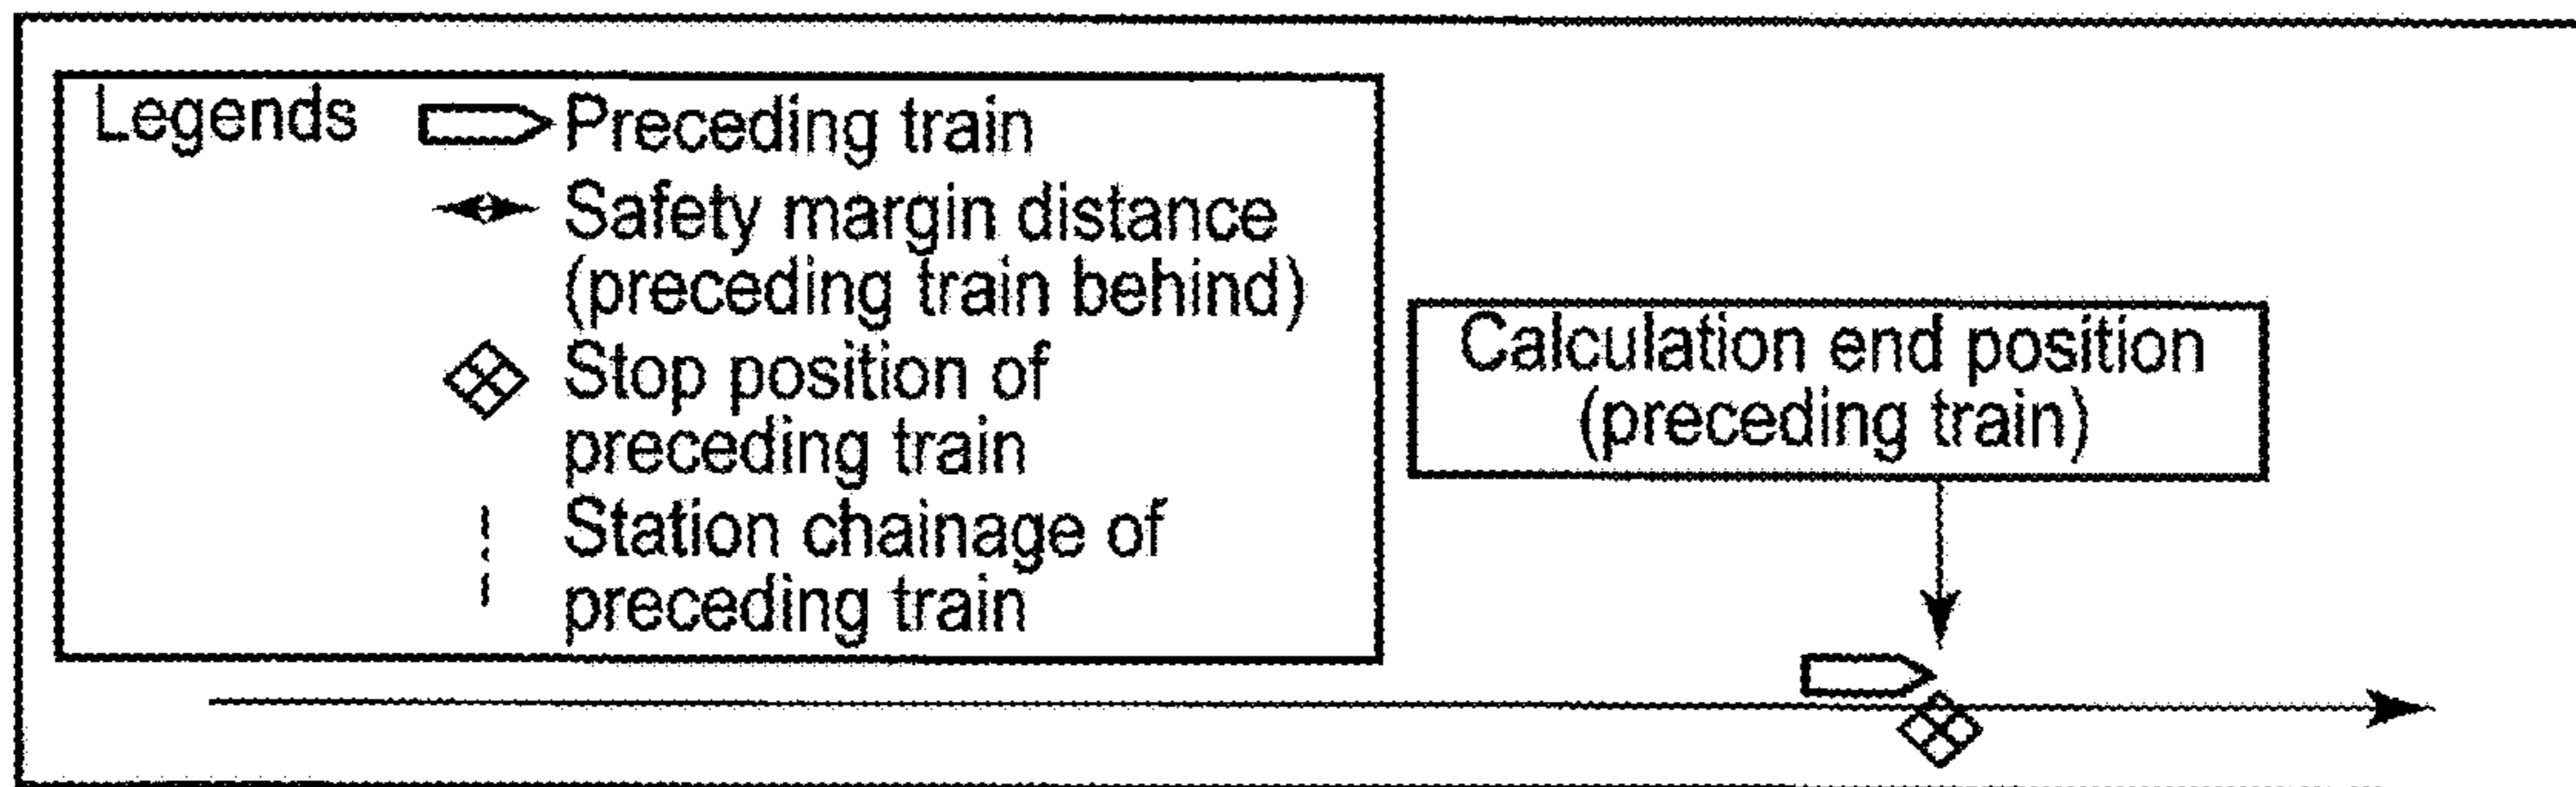 Legends
Preceding train
Safety margin distance
(preceding train behind)
Stop position of
preceding train
Station chainage of
preceding train
Calculation end position
(preceding train)